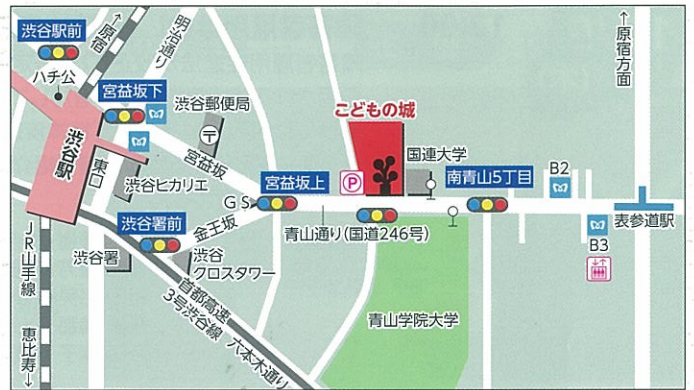 ←原宿
明治通り
渋谷駅前
ハチ公
宮益坂下
渋谷郵便局
〒
宮益坂
渋谷駅
東口
渋谷ヒカリエ
GS
宮益坂上
P
こどもの城
国連大学
南青山5丁目
B2
←原宿方面
表参道駅
B3
青山通り(国道246号)
渋谷署前
金王坂
渋谷署
渋谷
クロスタワー
首都高速
3号渋谷線
六本木通り
青山学院大学
JR山手線
恵比寿→